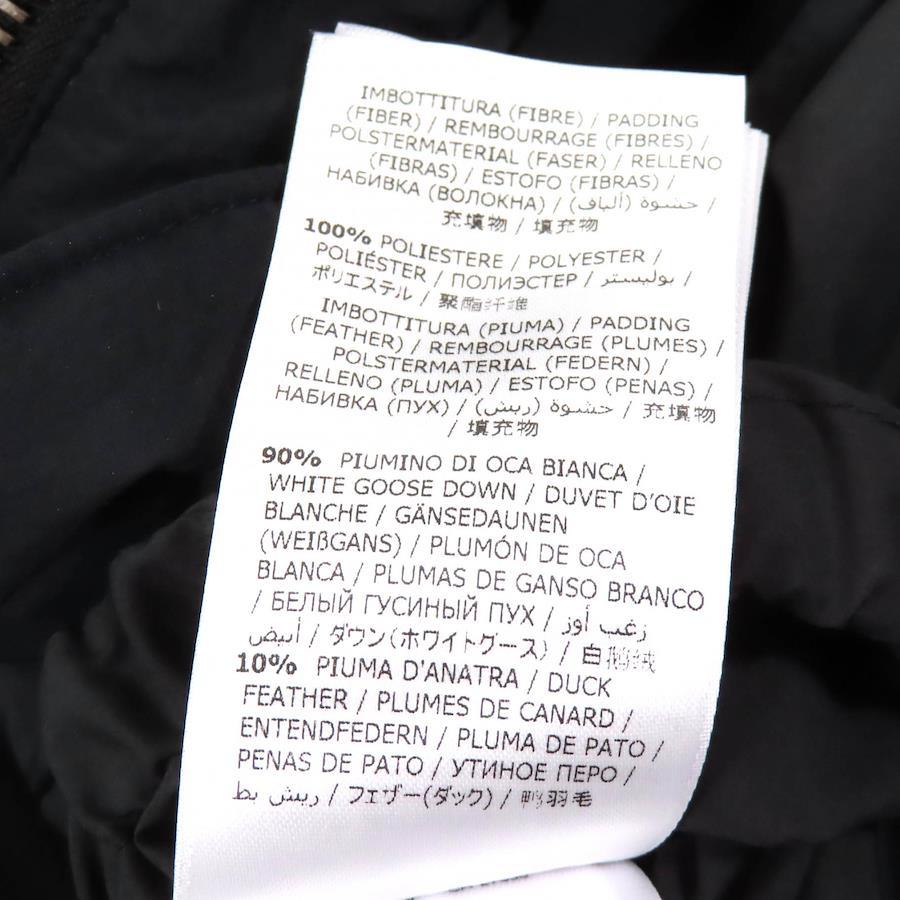 IMBOTTITURA (FIBRE) / PADDING
(FIBER) / REMBOURRAGE (FIBRES) /
POLSTERMATERIAL (FASER) / RELLENO
(FIBRAS) / ESTOFO (FIBRAS) /
НАБИВКА (ВОЛОКНА) / حشوة (ألياف) /
充填物 / 填充物
100% POLIESTERE / POLYESTER /
POLIÉSTER / ПОЛИЭСТЕР / بوليستر /
ポリエステル / 聚酯纤维
IMBOTTITURA (PIUMA) / PADDING
(FEATHER) / REMBOURRAGE (PLUMES) /
POLSTERMATERIAL (FEDERN) /
RELLENO (PLUMA) / ESTOFO (PENAS) /
НАБИВКА (ПУХ) / حشوة (ريش) / 充填物
/ 填充物
90% PIUMINO DI OCA BIANCA /
WHITE GOOSE DOWN / DUVET D'OIE
BLANCHE / GÄNSEDAUNEN
(WEIßGANS) / PLUMÓN DE OCA
BLANCA / PLUMAS DE GANSO BRANCO
/ БЕЛЫЙ ГУСИНЫЙ ПУХ / زغب أوز
أبيض / ダウン(ホワイトグース) / 白鹅绒
10% PIUMA D'ANATRA / DUCK
FEATHER / PLUMES DE CANARD /
ENTENDFEDERN / PLUMA DE PATO /
PENAS DE PATO / УТИНОЕ ПЕРО /
ريش بط / フェザー(ダック) / 鸭羽毛